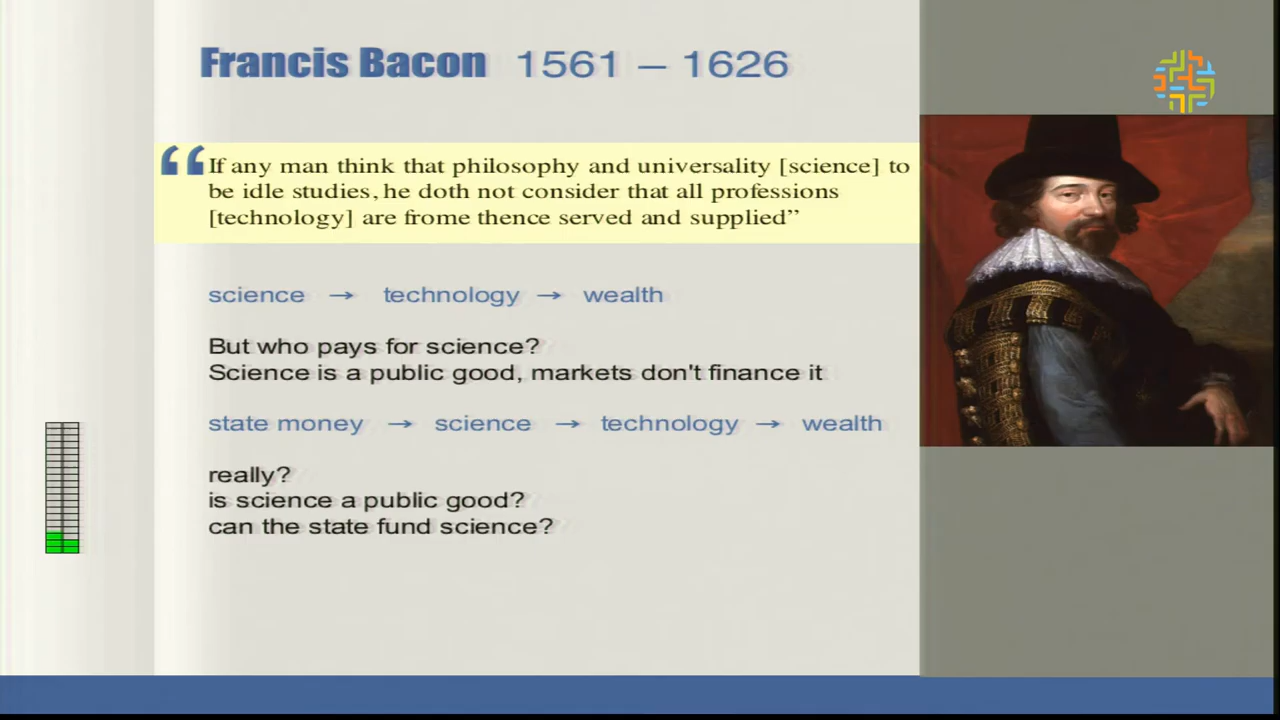 Francis Bacon 1561 – 1626
“If any man think that philosophy and universality [science] to
be idle studies, he doth not consider that all professions
[technology] are frome thence served and supplied”
science → technology → wealth
But who pays for science?
Science is a public good, markets don't finance it
state money → science → technology → wealth
really?
is science a public good?
can the state fund science?